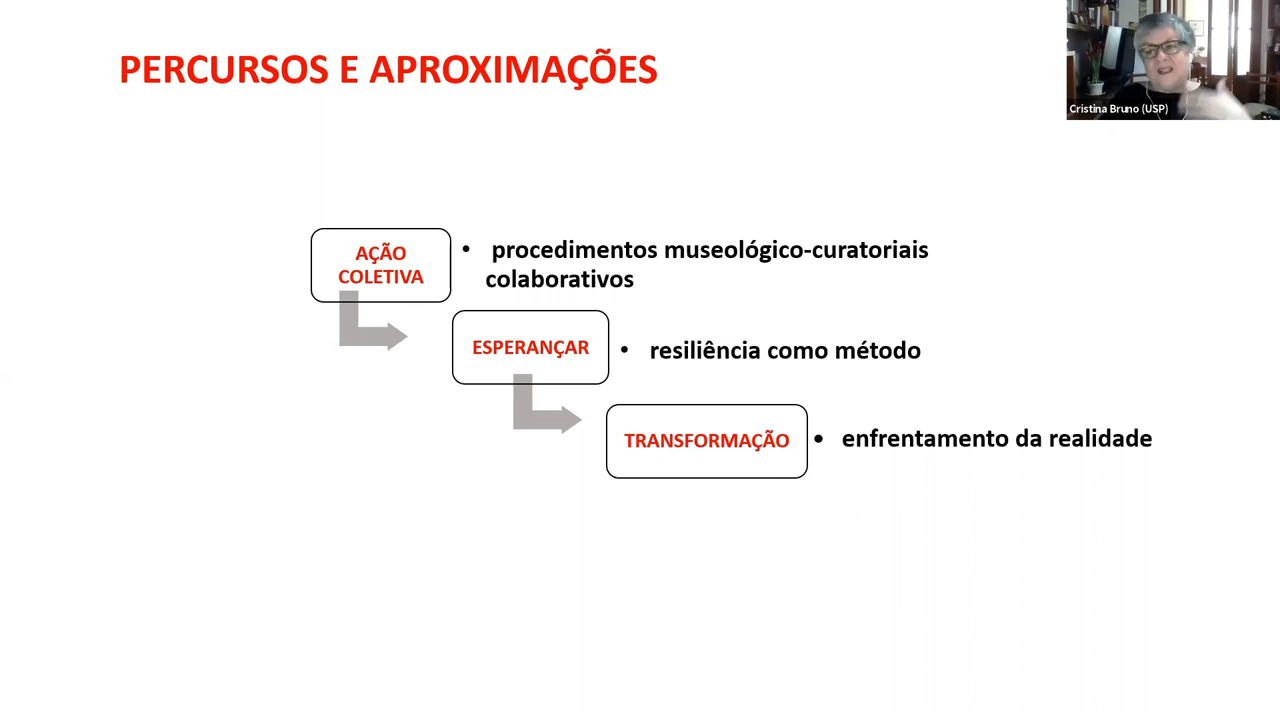 PERCURSOS E APROXIMAÇÕES
Cristina Bruno (USP)
AÇÃO
COLETIVA
• procedimentos museológico-curatoriais
colaborativos
ESPERANÇAR
• resiliência como método
TRANSFORMAÇÃO
• enfrentamento da realidade